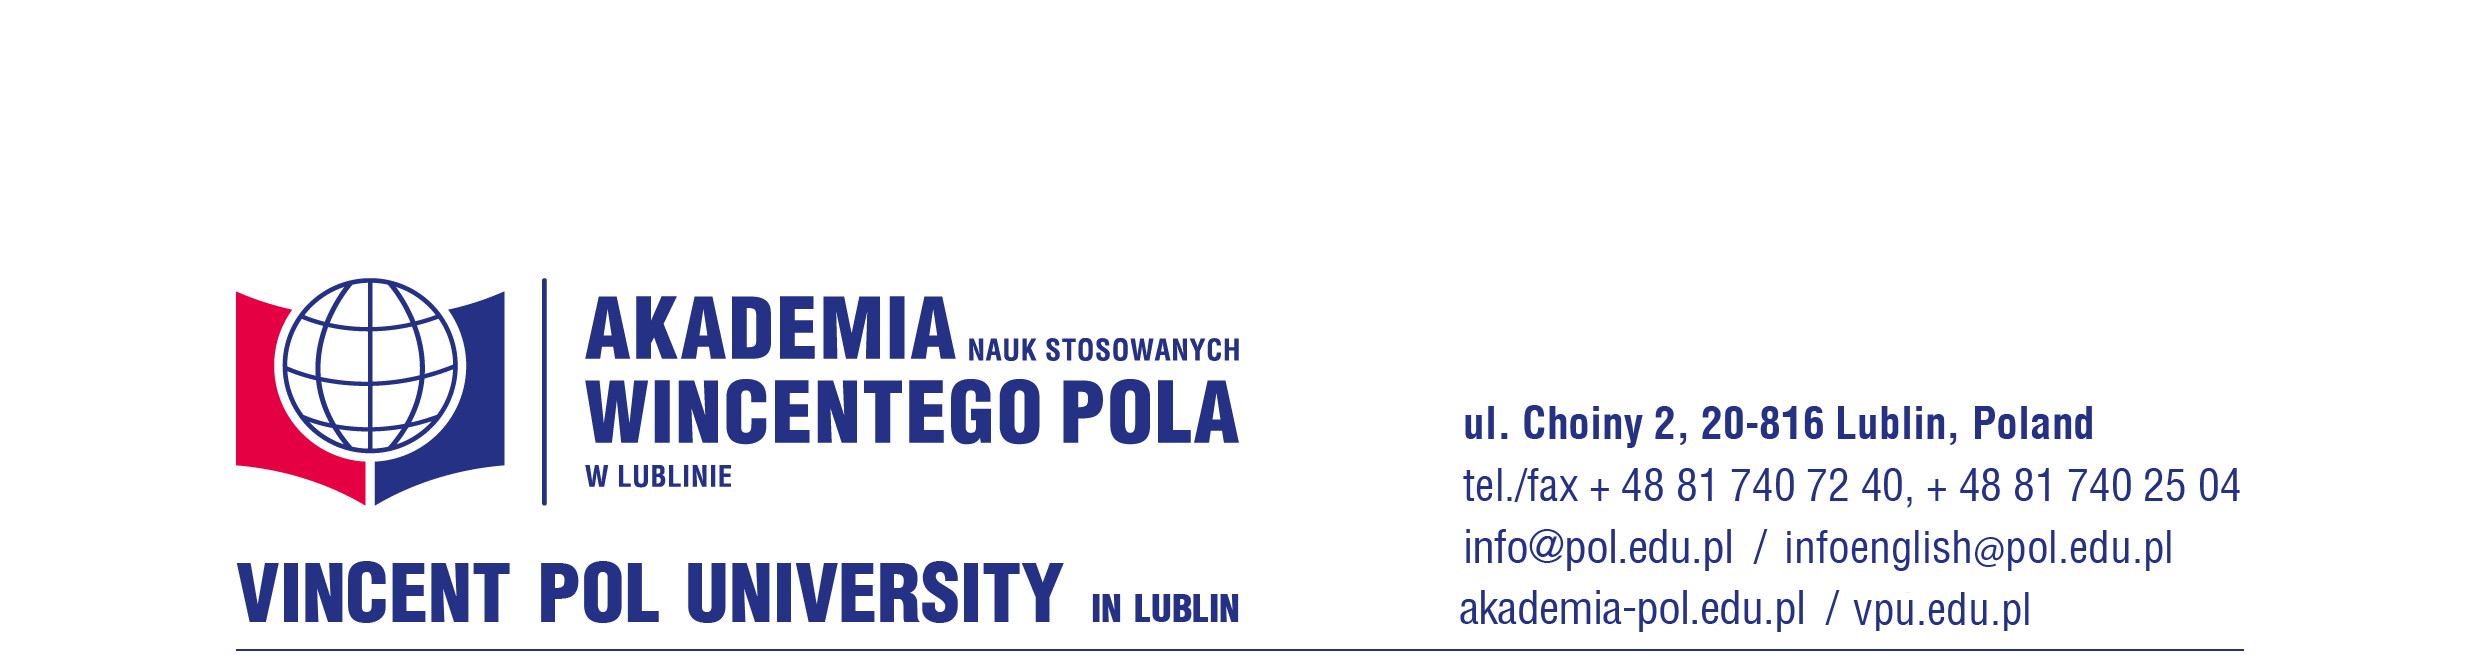 AKADEMIA NAUK STOSOWANYCH
WINCENTEGO POLA
W LUBLINIE
VINCENT POL UNIVERSITY IN LUBLIN
ul. Choiny 2, 20-816 Lublin, Poland
tel./fax + 48 81 740 72 40, + 48 81 740 25 04
info@pol.edu.pl / infoenglish@pol.edu.pl
akademia-pol.edu.pl / vpu.edu.pl